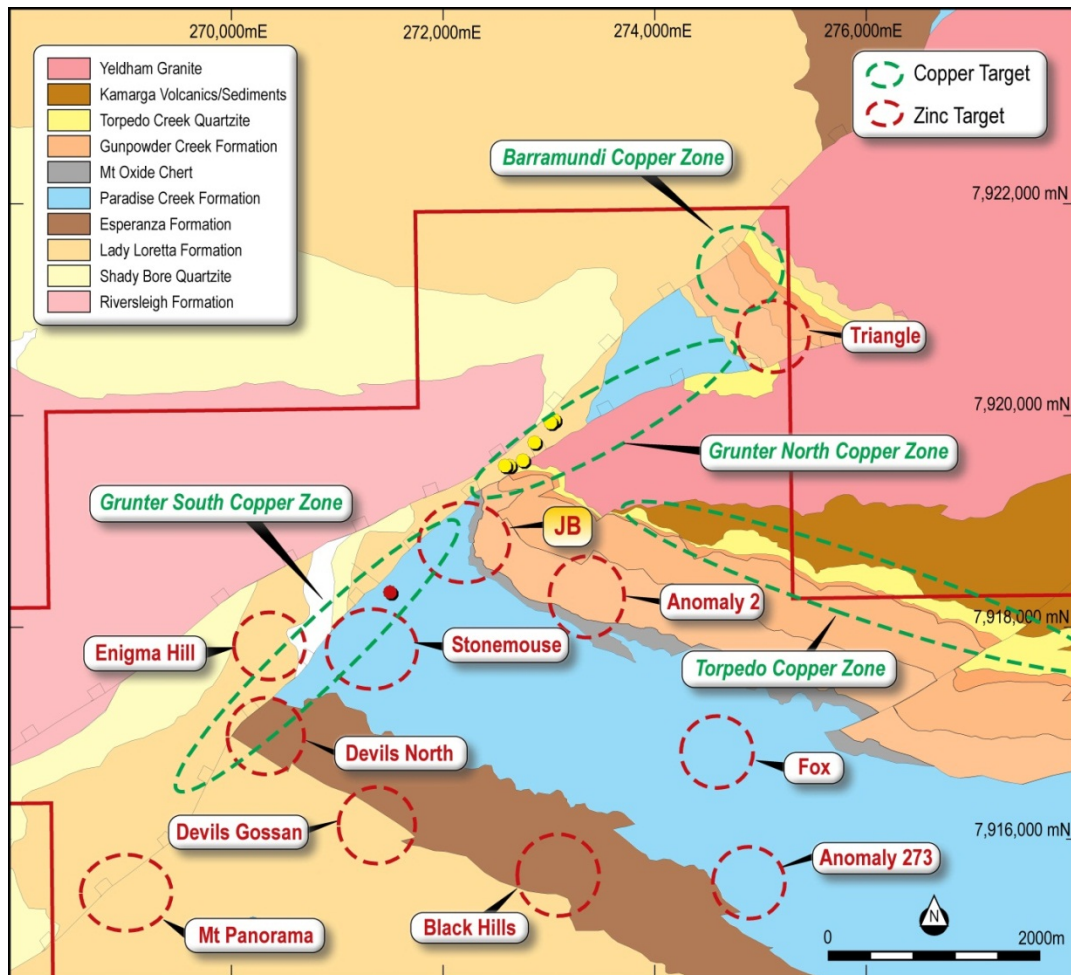 270,000mE
272,000mE
274,000mE
276,000mE
Yeldham Granite
Kamarga Volcanics/Sediments
Torpedo Creek Quartzite
Gunpowder Creek Formation
Mt Oxide Chert
Paradise Creek Formation
Esperanza Formation
Lady Loretta Formation
Shady Bore Quartzite
Riversleigh Formation
Copper Target
Zinc Target
Barramundi Copper Zone
7,922,000 mN
Triangle
7,920,000 mN
Grunter North Copper Zone
Grunter South Copper Zone
JB
Anomaly 2
7,918,000 mN
Enigma Hill
Stonemouse
Torpedo Copper Zone
Devils North
Fox
Devils Gossan
7,916,000 mN
Anomaly 273
Black Hills
Mt Panorama
N
0
2000m